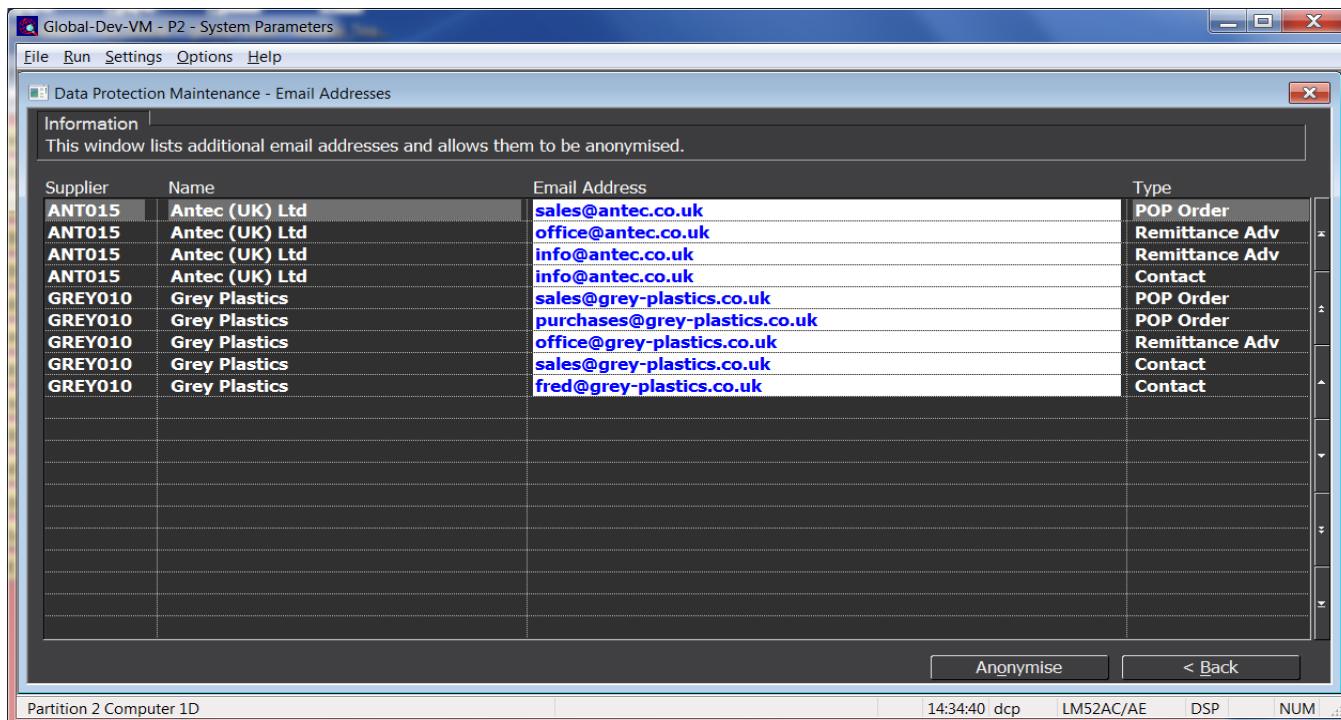 Global-Dev-VM - P2 - System Parameters
File Run Settings Options Help
Data Protection Maintenance - Email Addresses
Information
This window lists additional email addresses and allows them to be anonymised.
Supplier Name Email Address Type
ANT015 Antec (UK) Ltd sales@antec.co.uk POP Order
ANT015 Antec (UK) Ltd office@antec.co.uk Remittance Adv
ANT015 Antec (UK) Ltd info@antec.co.uk Remittance Adv
ANT015 Antec (UK) Ltd info@antec.co.uk Contact
GREY010 Grey Plastics sales@grey-plastics.co.uk POP Order
GREY010 Grey Plastics purchases@grey-plastics.co.uk POP Order
GREY010 Grey Plastics office@grey-plastics.co.uk Remittance Adv
GREY010 Grey Plastics sales@grey-plastics.co.uk Contact
GREY010 Grey Plastics fred@grey-plastics.co.uk Contact
Anonymise < Back
Partition 2 Computer 1D 14:34:40 dcp LM52AC/AE DSP NUM